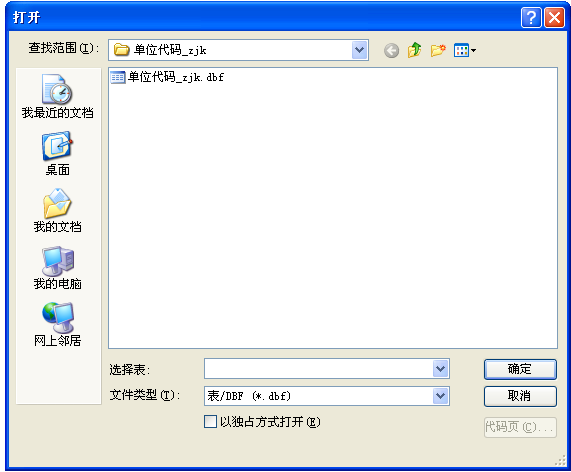 打开
查找范围(I):
单位代码_zjk
单位代码_zjk.dbf
我最近的文档
桌面
我的文档
我的电脑
网上邻居
选择表:
确定
文件类型(T):
表/DBF (*.dbf)
取消
以独占方式打开(E)
代码页(C)...